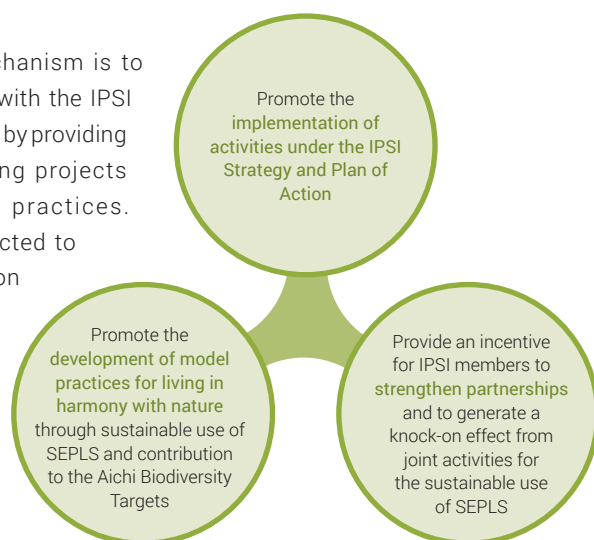 chanism is to
with the IPSI
by providing
ng projects
practices.
cted to
on
Promote the
implementation of
activities under the IPSI
Strategy and Plan of
Action
Promote the
development of model
practices for living in
harmony with nature
through sustainable use of
SEPLS and contribution
to the Aichi Biodiversity
Targets
Provide an incentive
for IPSI members to
strengthen partnerships
and to generate a
knock-on effect from
joint activities for
the sustainable use
of SEPLS